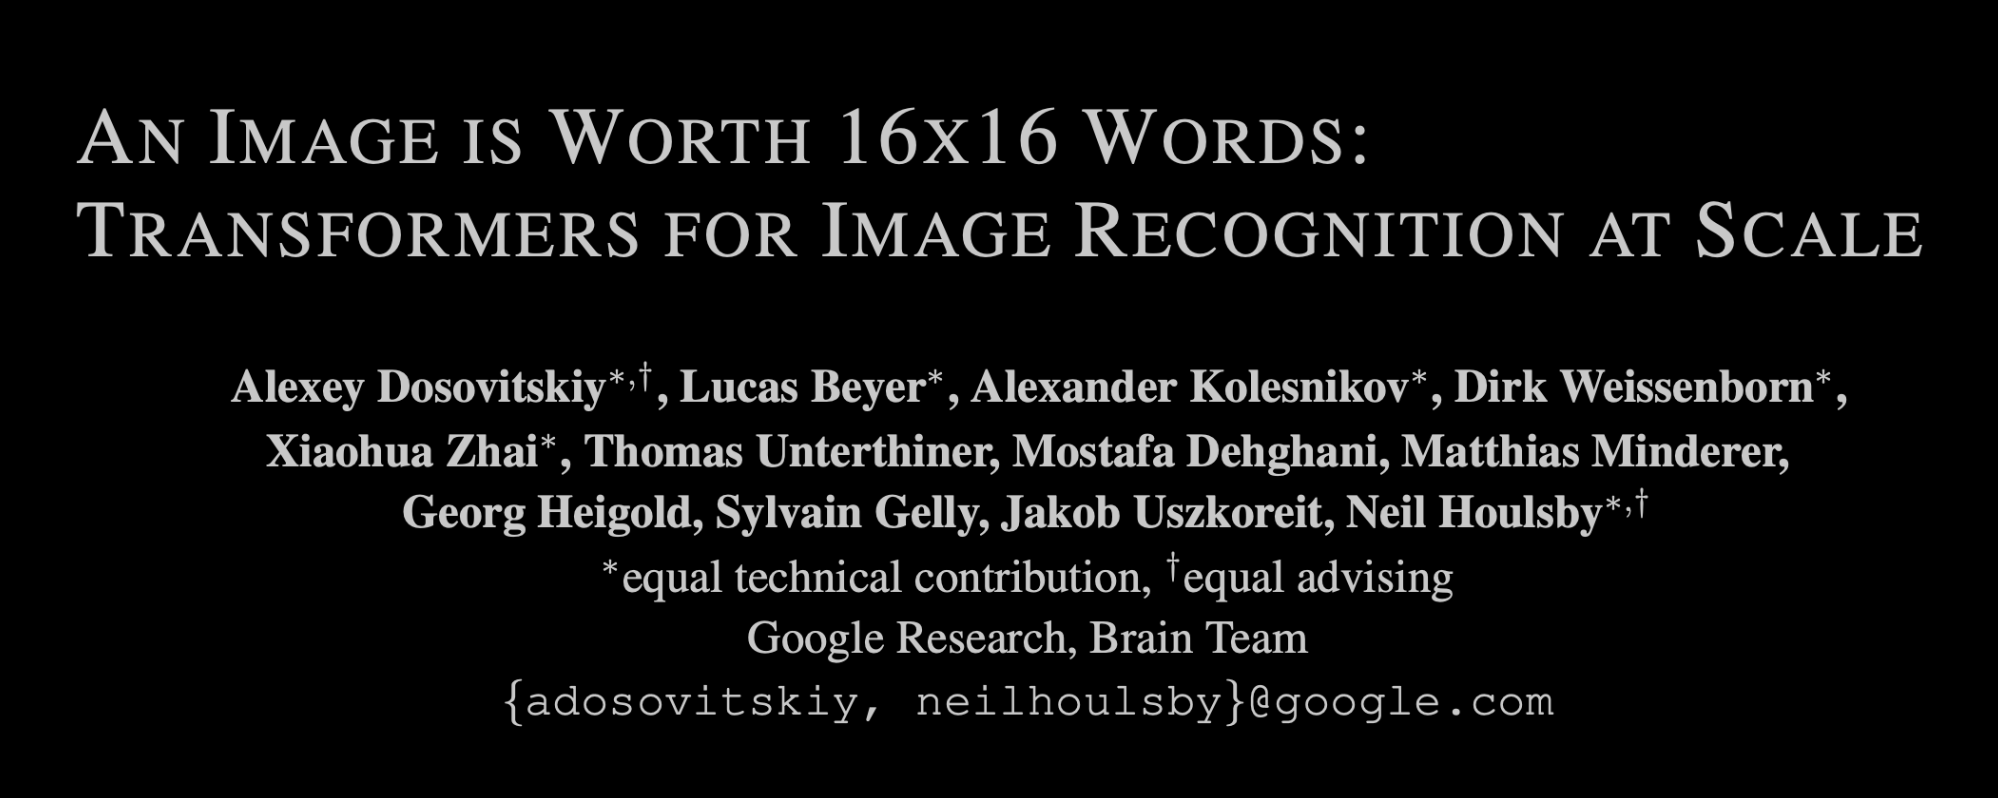 AN IMAGE IS WORTH 16X16 WORDS:
TRANSFORMERS FOR IMAGE RECOGNITION AT SCALE
Alexey Dosovitskiy*,†, Lucas Beyer*, Alexander Kolesnikov*, Dirk Weissenborn*,
Xiaohua Zhai*, Thomas Unterthiner, Mostafa Dehghani, Matthias Minderer,
Georg Heigold, Sylvain Gelly, Jakob Uszkoreit, Neil Houlsby*,†
*equal technical contribution, †equal advising
Google Research, Brain Team
{adosovitskiy, neilhoulsby}@google.com